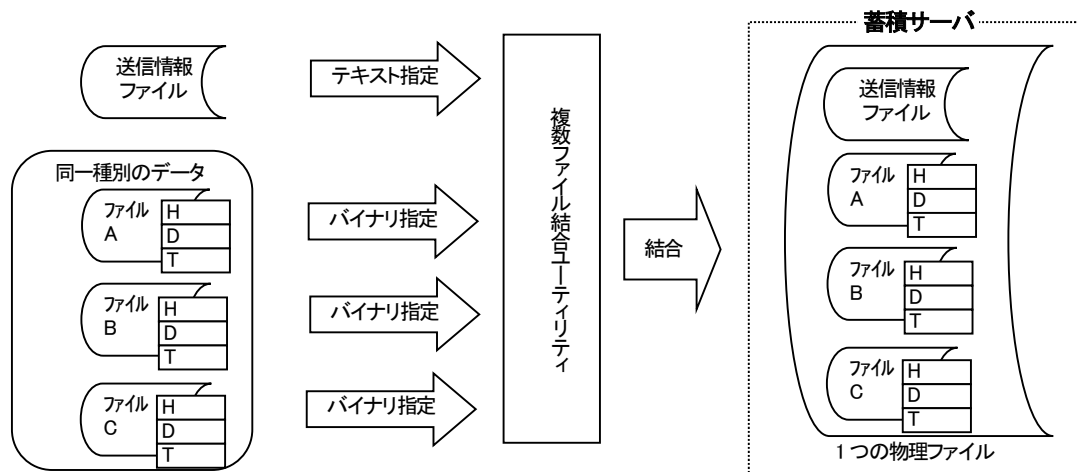 蓄積サーバ
送信情報
ファイル
テキスト指定
複数ファイル結合ユーティリティ
送信情報
ファイル
同一種別のデータ
ファイル
A
H
D
T
バイナリ指定
ファイル
B
H
D
T
バイナリ指定
ファイル
C
H
D
T
バイナリ指定
結合
ファイル
A
H
D
T
ファイル
B
H
D
T
ファイル
C
H
D
T
1つの物理ファイル